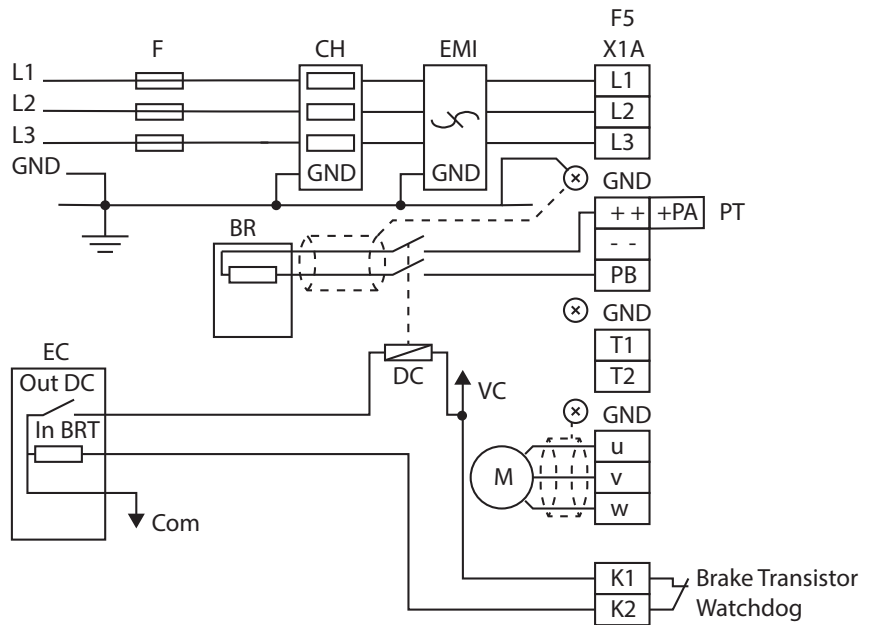 F5
F CH EMI X1A
L1 L1
L2 L2
L3 L3
GND GND GND GND
BR ++ +PA PT
--
PB
GND
EC T1
Out DC DC T2
VC GND
In BRT u
M v
Com w
K1 Brake Transistor
K2 Watchdog